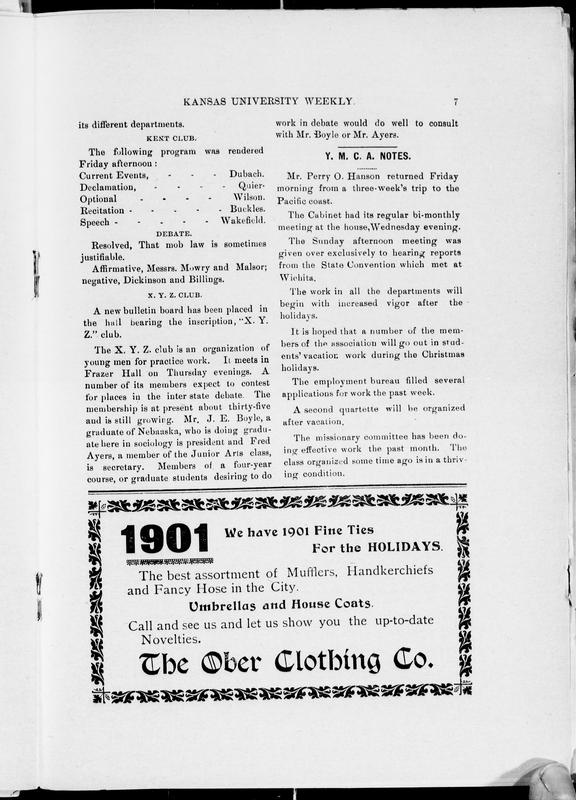 KANSAS UNIVERSITY WEEKLY. 7
its different departments.
KENT CLUB.
The following program was rendered
Friday afternoon:
Current Events, - - - Dubach.
Declamation, - - - - Quier-
Optional - - - - Wilson.
Recitation - - - - - Buckles.
Speech - - - - - Wakefield.
DEBATE.
Resolved, That mob law is sometimes
justifiable.
Affirmative, Messrs. Mowry and Malsor;
negative, Dickinson and Billings.
X. Y. Z. CLUB.
A new bulletin board has been placed in
the hall bearing the inscription, "X. Y.
Z." club.
The X. Y. Z. club is an organization of
young men for practice work. It meets in
Frazer Hall on Thursday evenings. A
number of its members expect to contest
for places in the inter state debate. The
membership is at present about thirty-five
and is still growing. Mr. J. E. Boyle, a
graduate of Nebraska, who is doing gradu-
ate here in sociology is president and Fred
Ayers, a member of the Junior Arts class,
is secretary. Members of a four-year
course, or graduate students desiring to do
work in debate would do well to consult
with Mr. Boyle or Mr. Ayers.
Y. M. C. A. NOTES.
Mr. Perry O. Hanson returned Friday
morning from a three-week's trip to the
Pacific coast.
The Cabinet had its regular bi-monthly
meeting at the house, Wednesday evening.
The Sunday afternoon meeting was
given over exclusively to hearing reports
from the State Convention which met at
Wichita.
The work in all the departments will
begin with increased vigor after the
holidays.
It is hoped that a number of the mem-
bers of the association will go out in stud-
ents' vacation work during the Christmas
holidays.
The employment bureau filled several
applications for work the past week.
A second quartette will be organized
after vacation.
The missionary committee has been do-
ing effective work the past month. The
class organized some time ago is in a thriv-
ing condition.
1901 We have 1901 Fine Ties
For the HOLIDAYS.
The best assortment of Mufflers, Handkerchiefs
and Fancy Hose in the City.
Umbrellas and House Coats.
Call and see us and let us show you the up-to-date
Novelties.
The Ober Clothing Co.